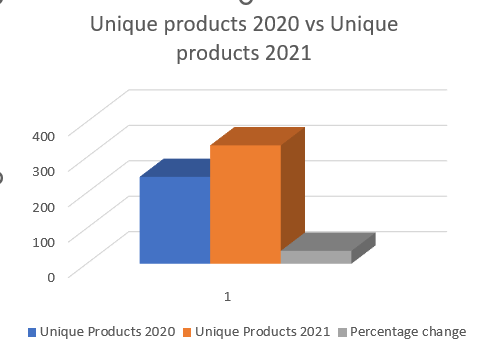 Unique products 2020 vs Unique
products 2021
400
300
200
100
0
1
Unique Products 2020 Unique Products 2021 Percentage change